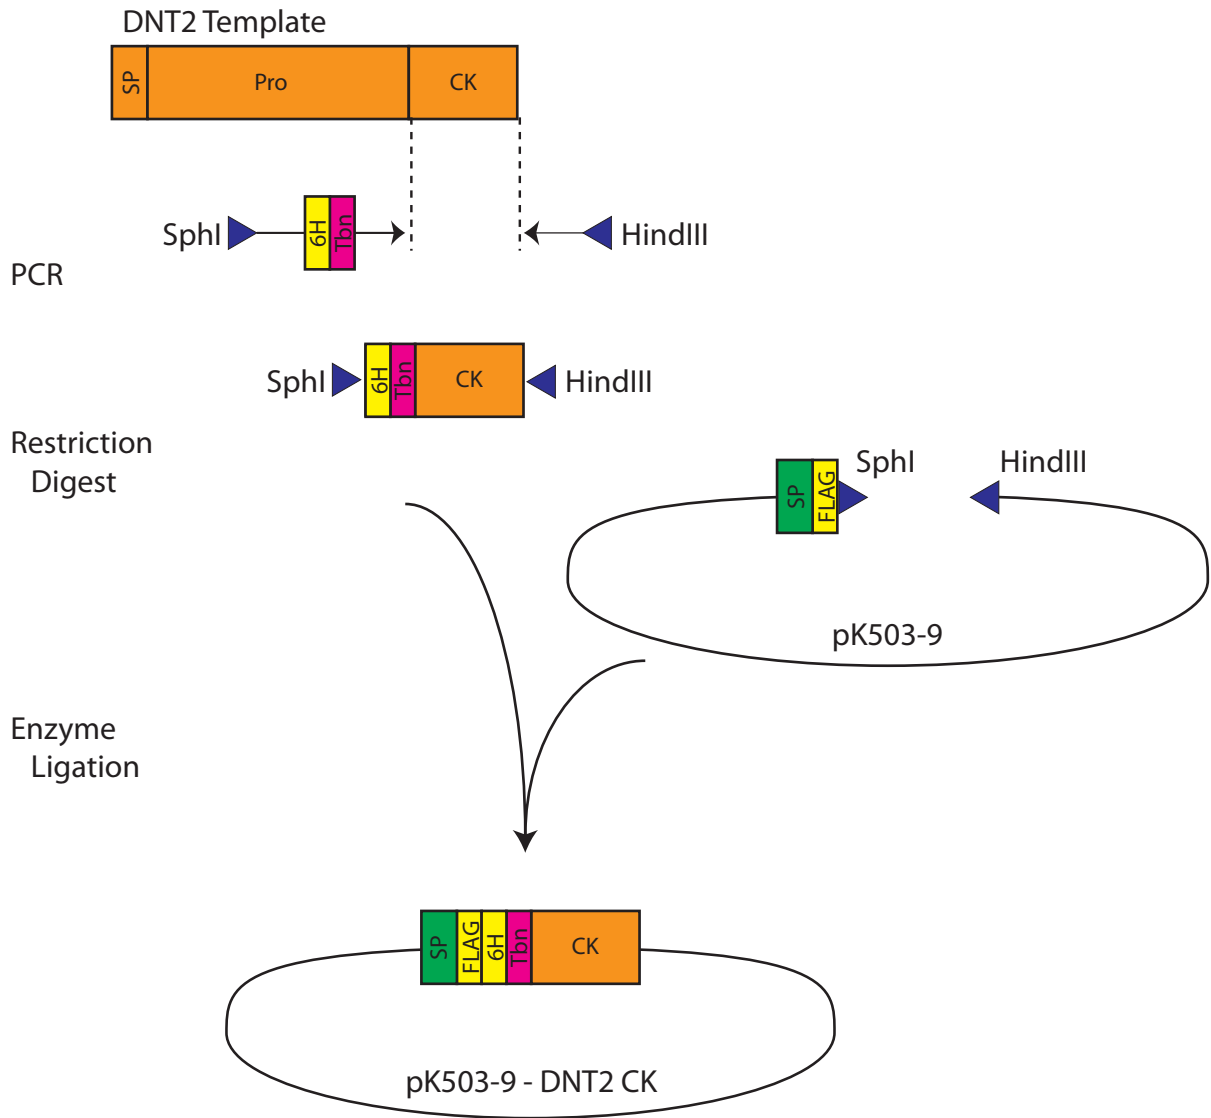 DNT2 Template
SP
Pro
CK
SphI
6H
Tbn
HindIII
PCR
SphI
6H
Tbn
CK
HindIII
Restriction
Digest
SP
FLAG
SphI
HindIII
pK503-9
Enzyme
Ligation
SP
FLAG
6H
Tbn
CK
pK503-9 - DNT2 CK